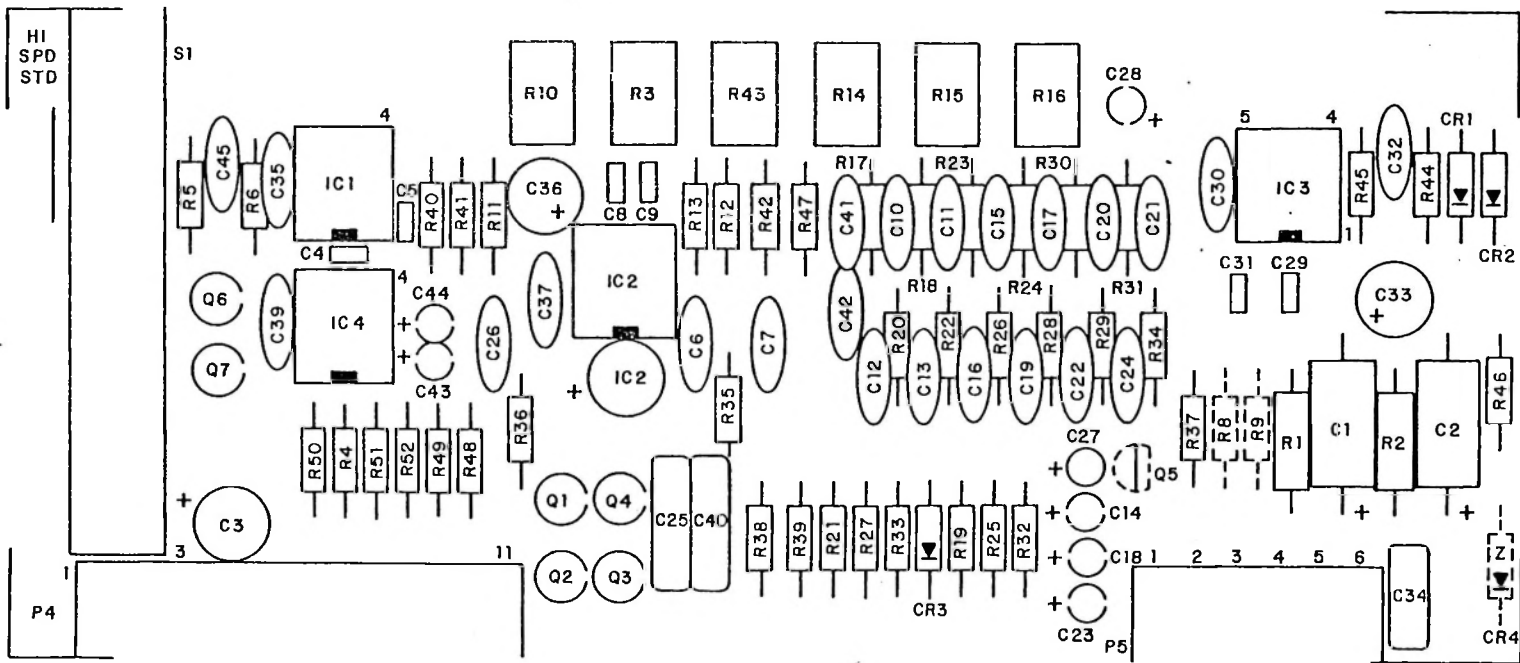 HI
SPD
STD
S1
R10
R3
R43
R14
R15
R16
C28
+
R5
C45
R6
C35
4
IC1
C5
R40
R41
R11
C36
+
C8
C9
R13
R12
R42
R47
R17
R23
R30
C41
C10
C11
C15
C17
C20
C21
C30
5
4
IC3
1
R45
C32
R44
CR1
CR2
C4
Q6
Q7
C39
4
IC4
C44
+
+
C43
C26
C37
IC2
IC2
+
C6
C7
C42
R18
R24
R31
R20
R22
R26
R28
R29
R34
C12
C13
C16
C19
C22
C24
C31
C29
C33
+
R50
R4
R51
R52
R49
R48
R36
R35
R37
R8
R9
R1
C1
R2
C2
R46
+
+
C27
+
Q5
+
C14
+
C18
+
C23
+
C3
3
11
Q1
Q4
Q2
Q3
C25
C40
R38
R39
R21
R27
R33
R19
R25
R32
CR3
1
2
3
4
5
6
P5
C34
Z
CR4
1
P4